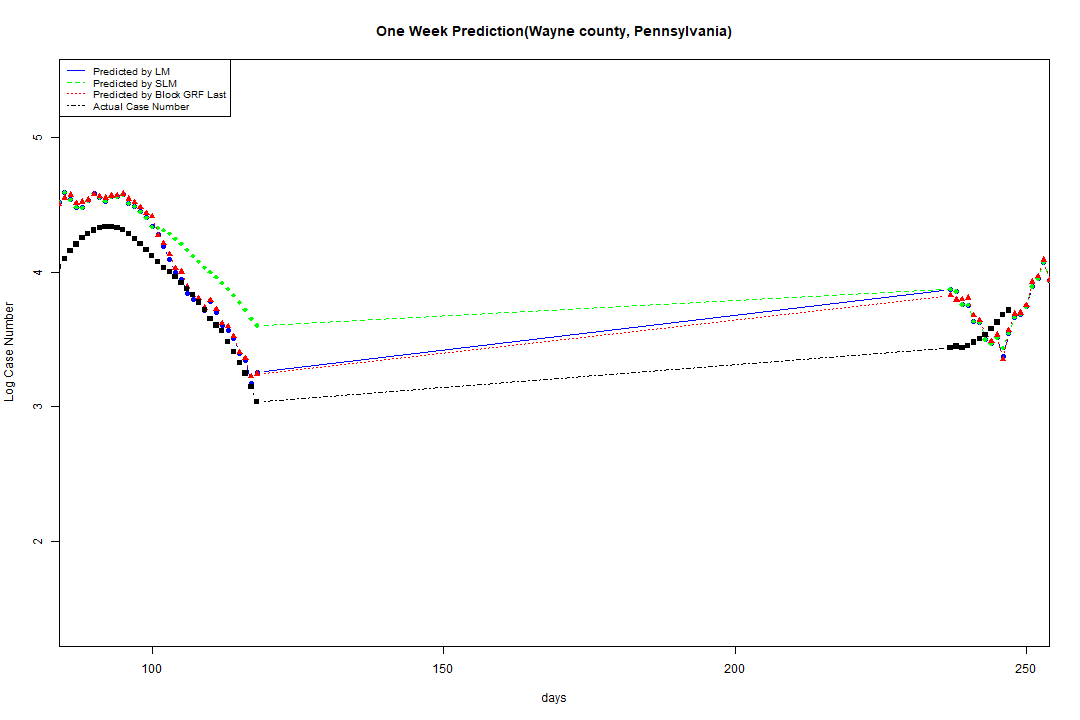 One Week Prediction(Wayne county, Pennsylvania)
Predicted by LM
Predicted by SLM
Predicted by Block GRF Last
Actual Case Number
5
4
3
2
Log Case Number
100
150
200
250
days